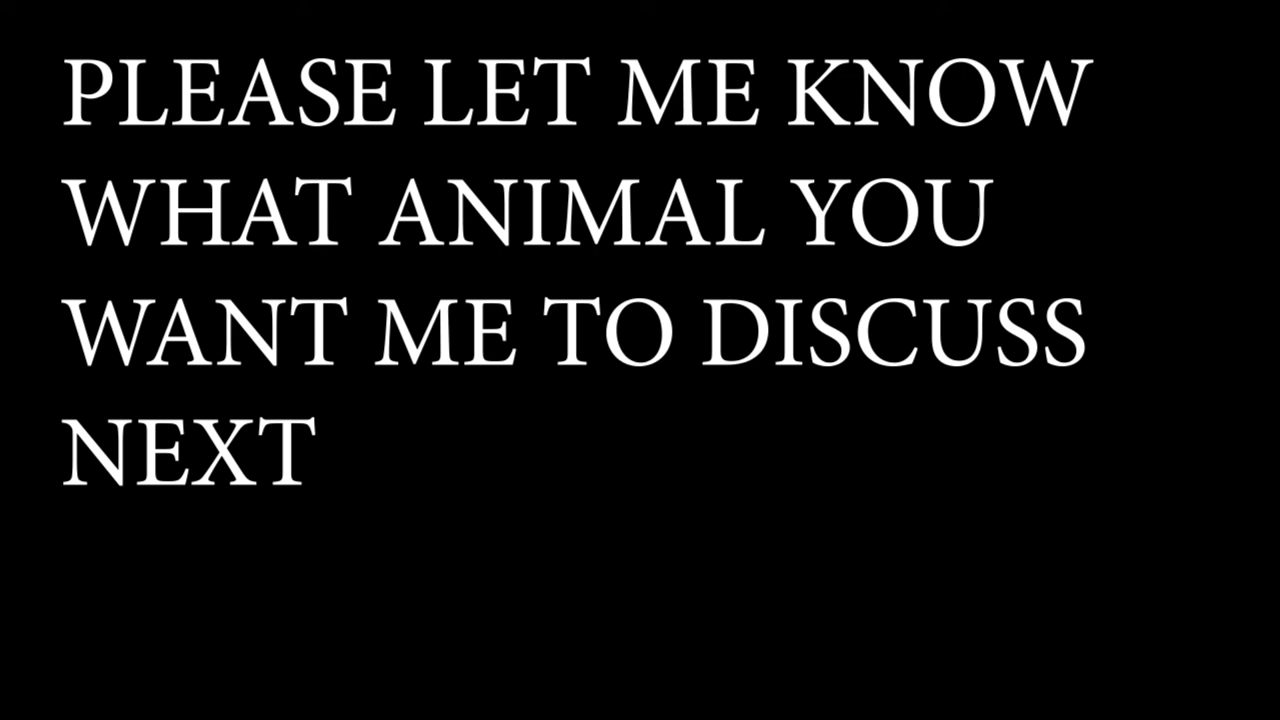 PLEASE LET ME KNOW
WHAT ANIMAL YOU
WANT ME TO DISCUSS
NEXT